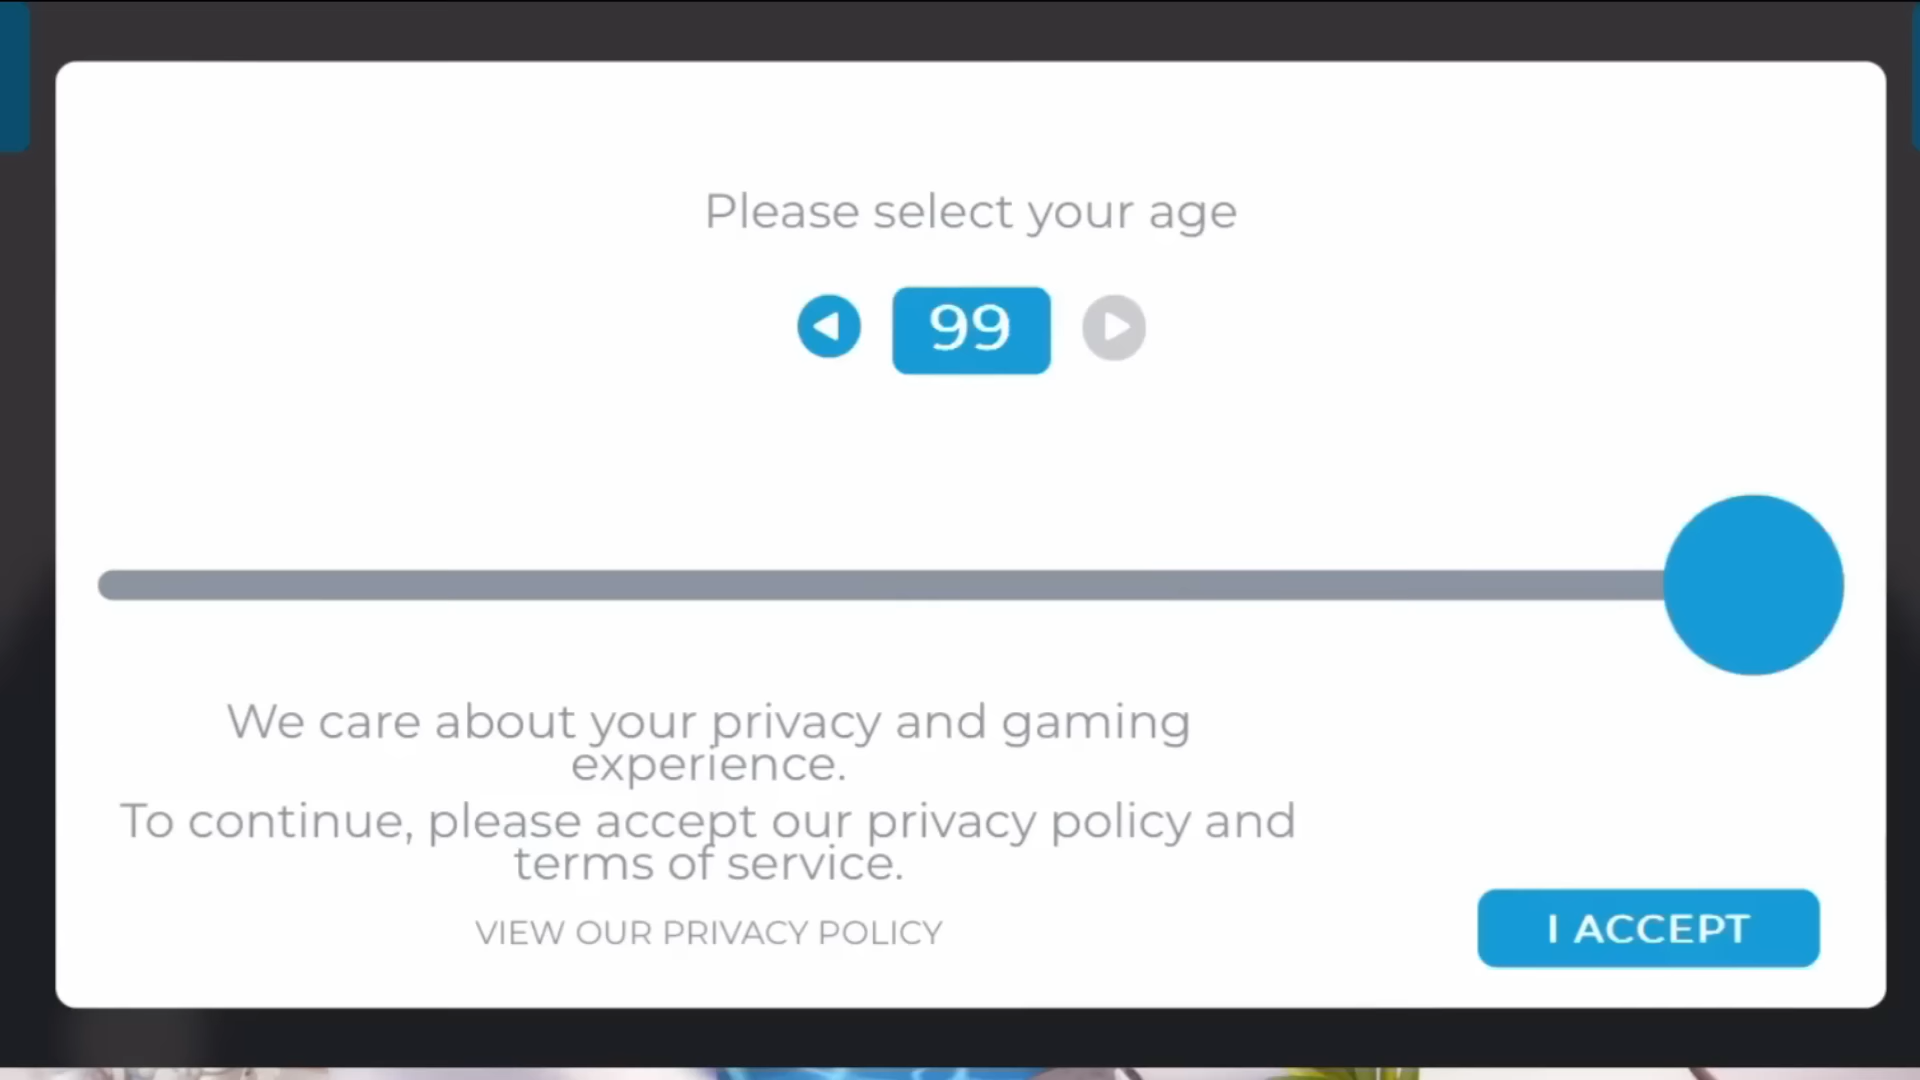 Please select your age
99
We care about your privacy and gaming
experience.
To continue, please accept our privacy policy and
terms of service.
VIEW OUR PRIVACY POLICY
I ACCEPT